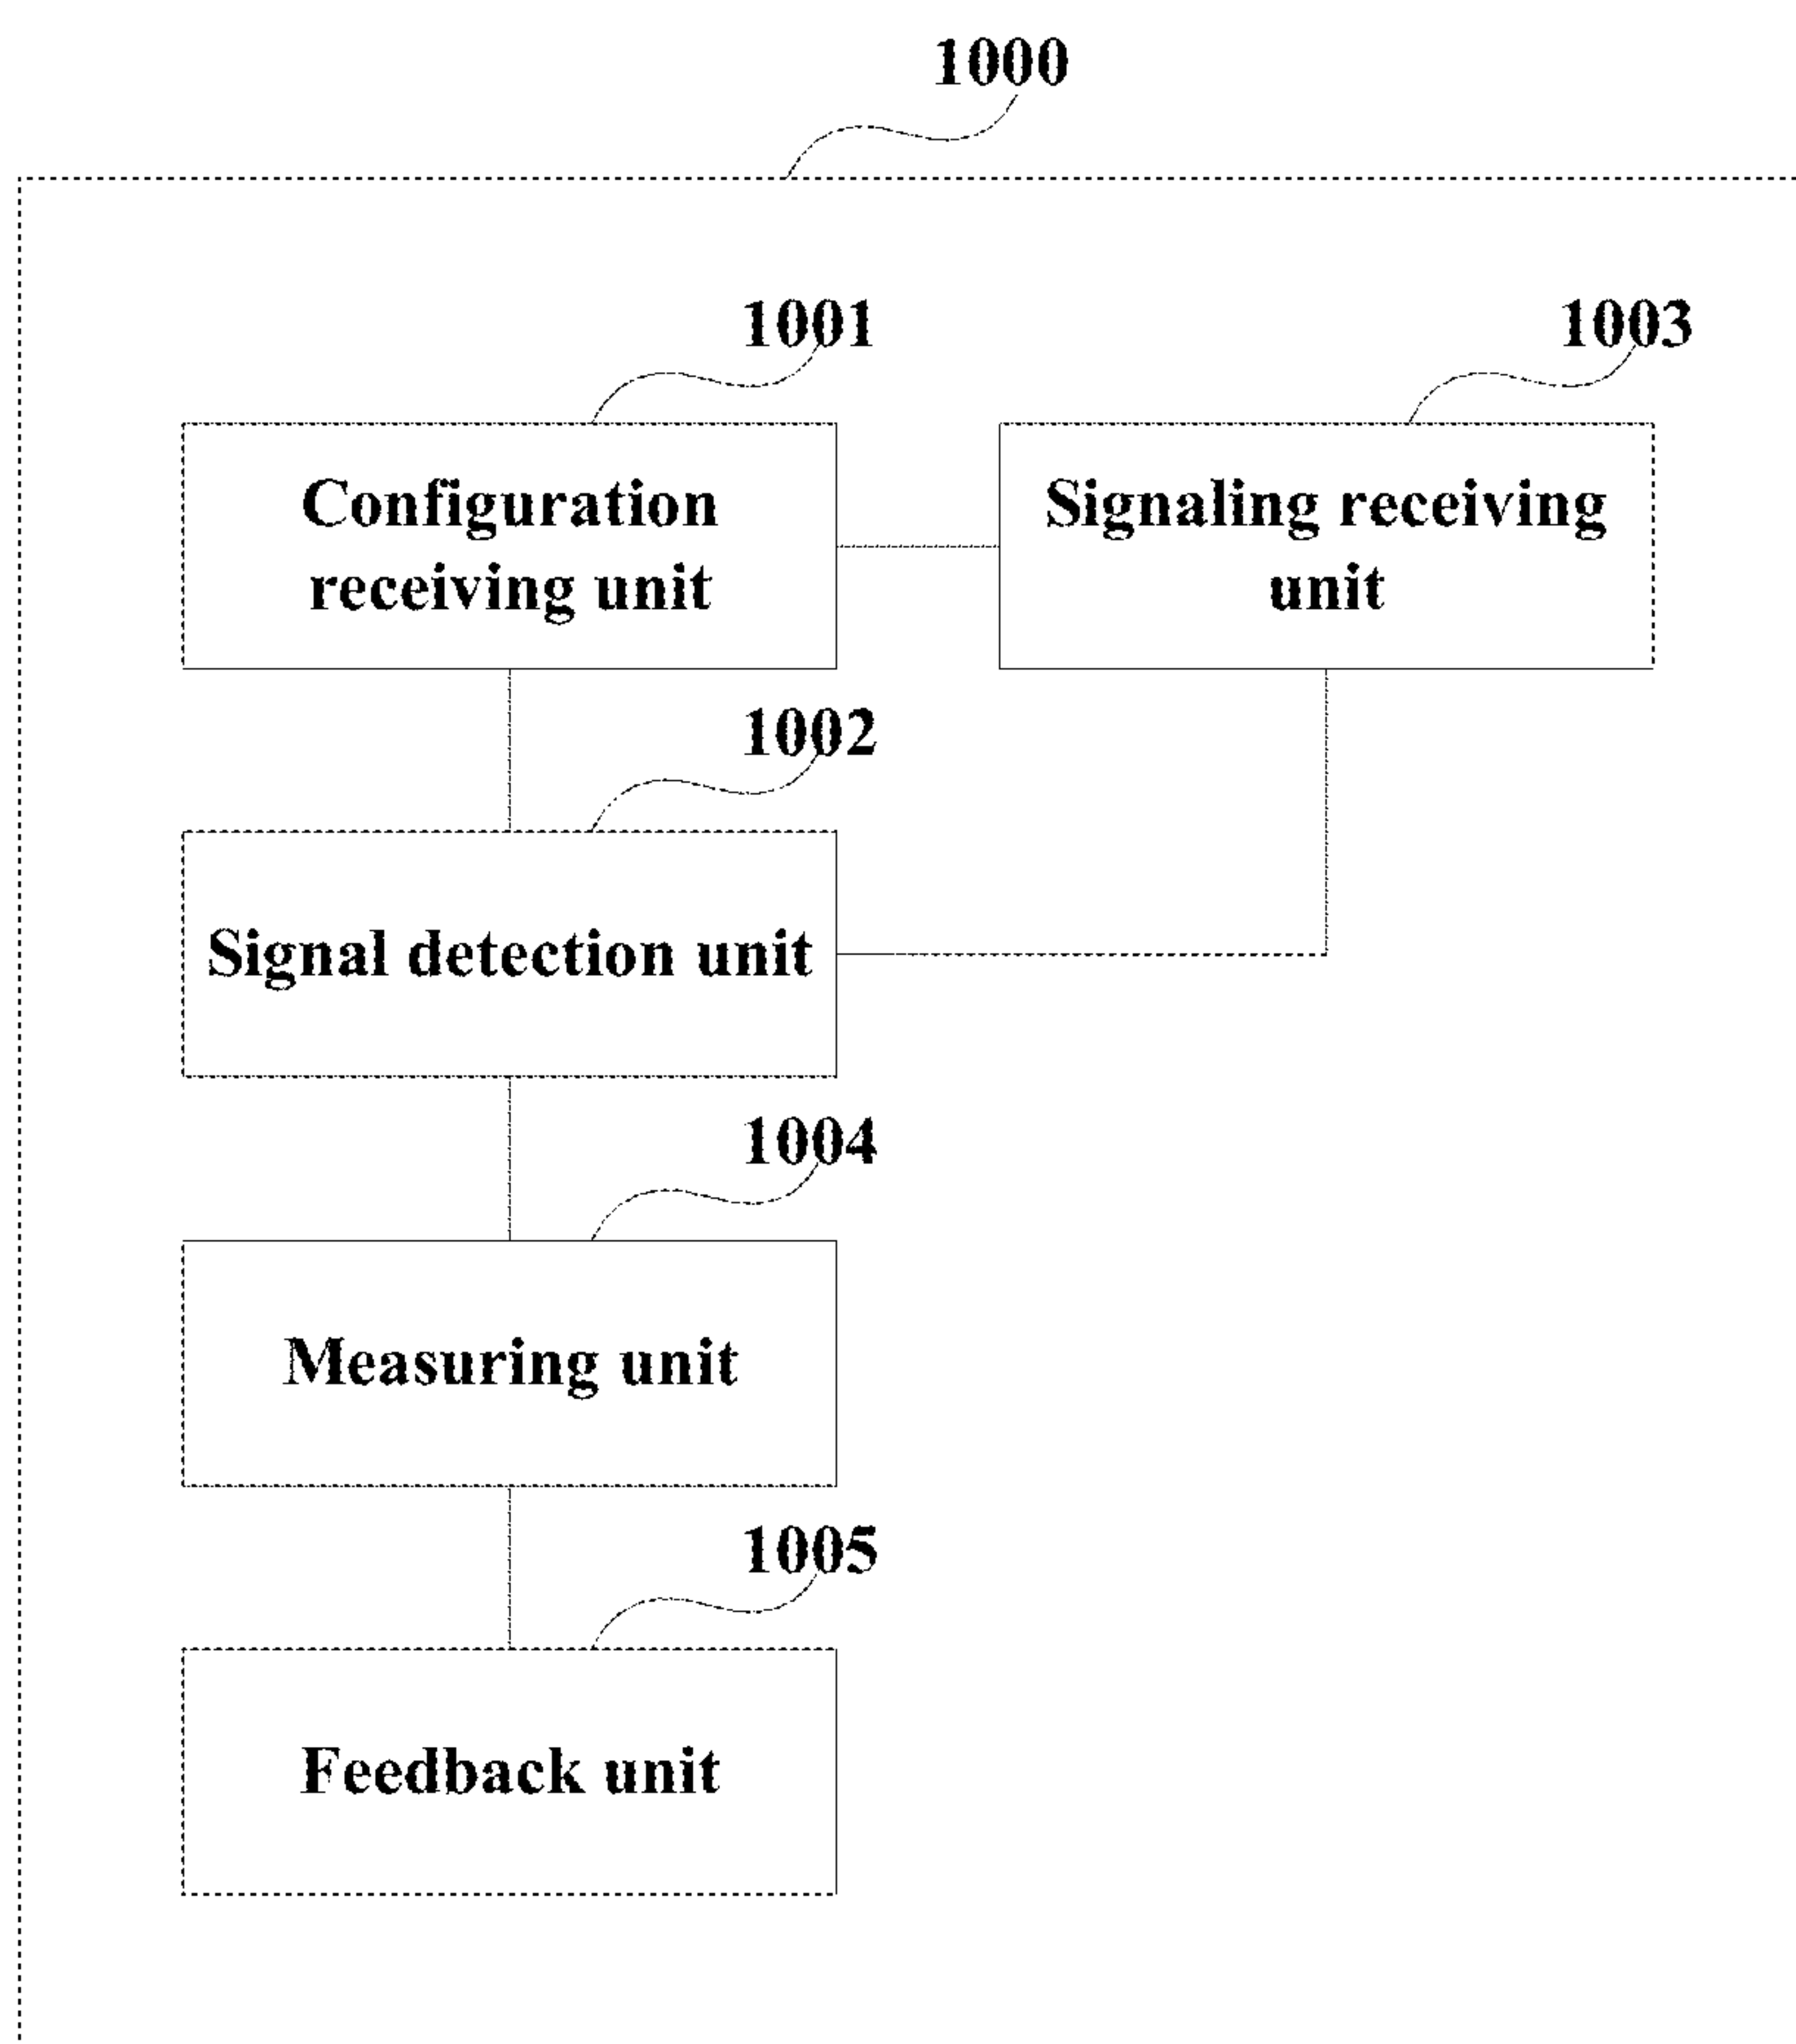 1000
1001
1003
Configuration
receiving unit
Signaling receiving
unit
1002
Signal detection unit
1004
Measuring unit
1005
Feedback unit